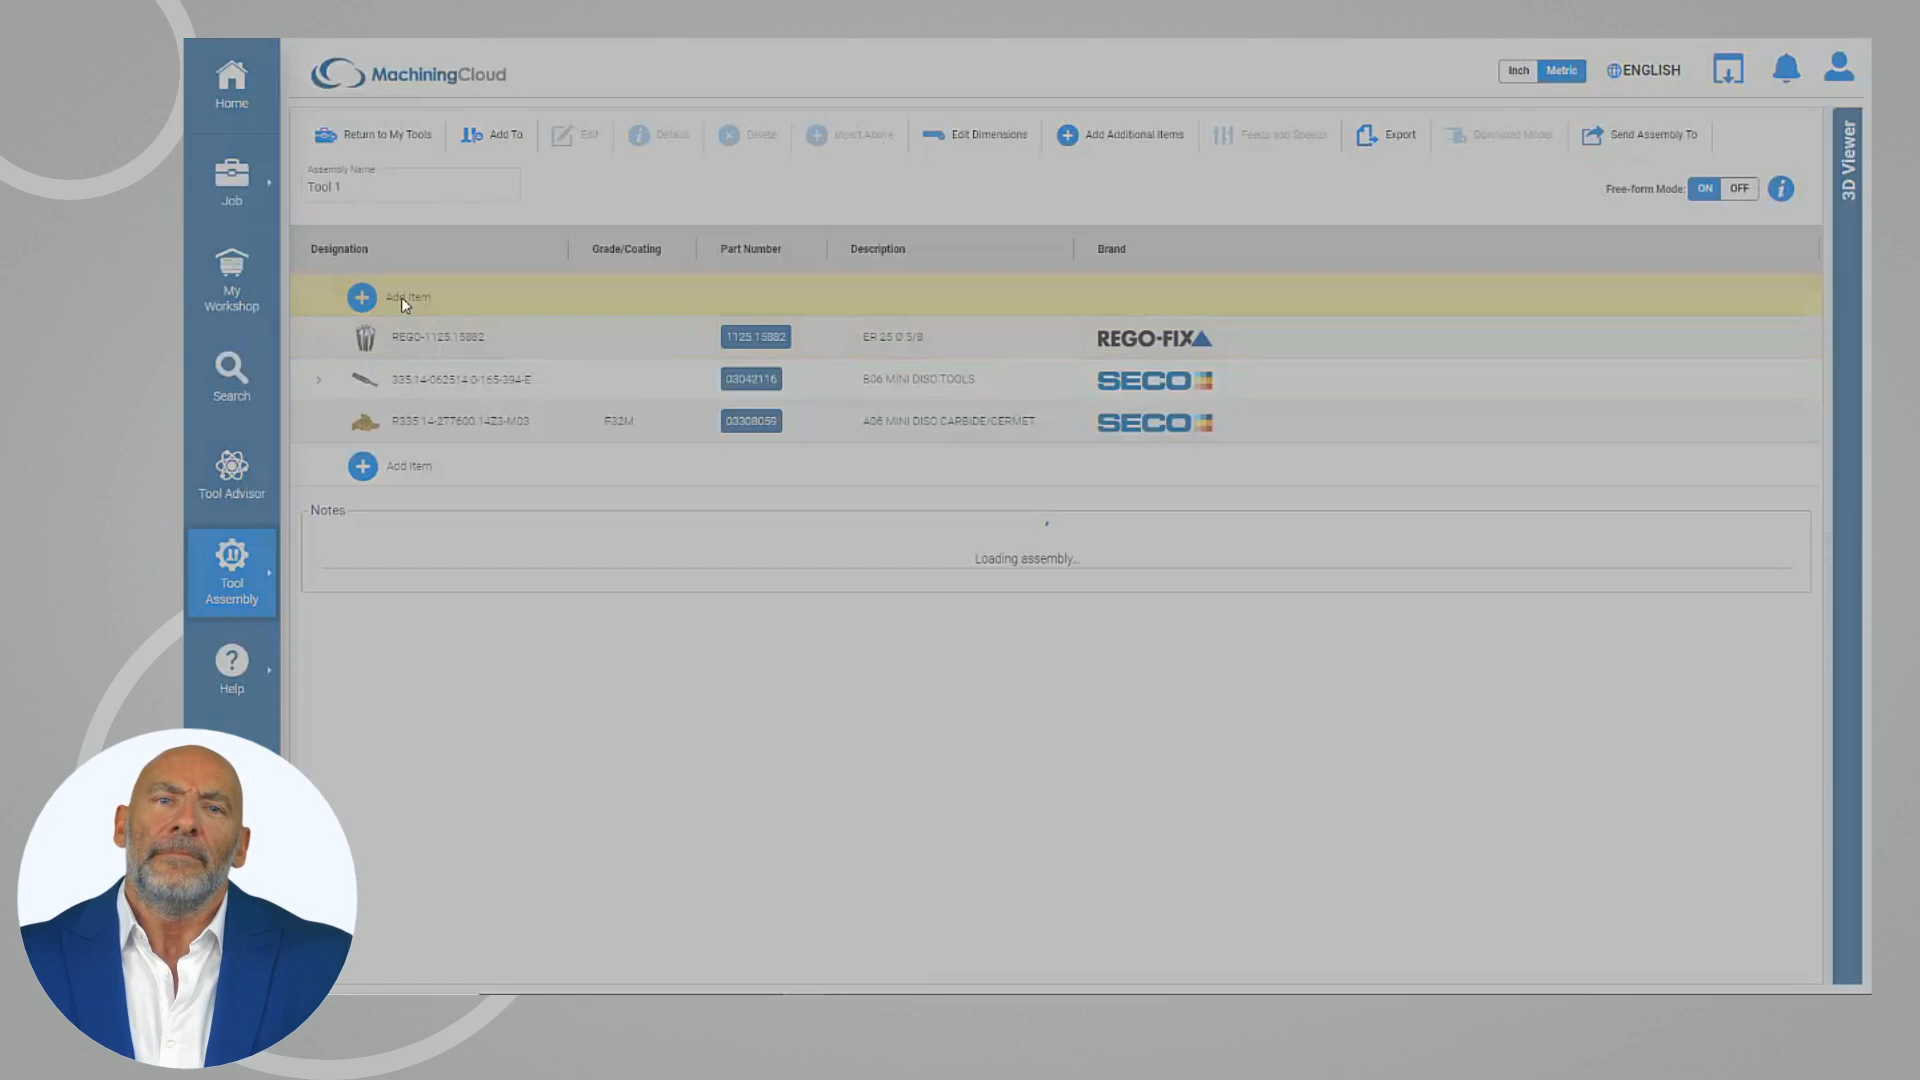 Home
Job
My
Workshop
Search
Tool Advisor
Tool
Assembly
Help
MachiningCloud
Inch Metric ENGLISH
Return to My Tools Add To Edit Details Delete Insert Above Edit Dimensions Add Additional Items Feeds and Speeds Export Download Model Send Assembly To
Assembly Name
Tool 1
Free-form Mode: ON OFF
Designation Grade/Coating Part Number Description Brand
Add Item
REGO-1125.15882 1125.15882 ER 25 Ø 5/8 REGO-FIX
335.14-062514.0-165-394-E 03042116 B06 MINI DISC TOOLS SECO
R335.14-277600.14Z3-M03 F32M 03308059 A06 MINI DISC CARBIDE/CERMET SECO
Add Item
Notes
Loading assembly...
3D Viewer